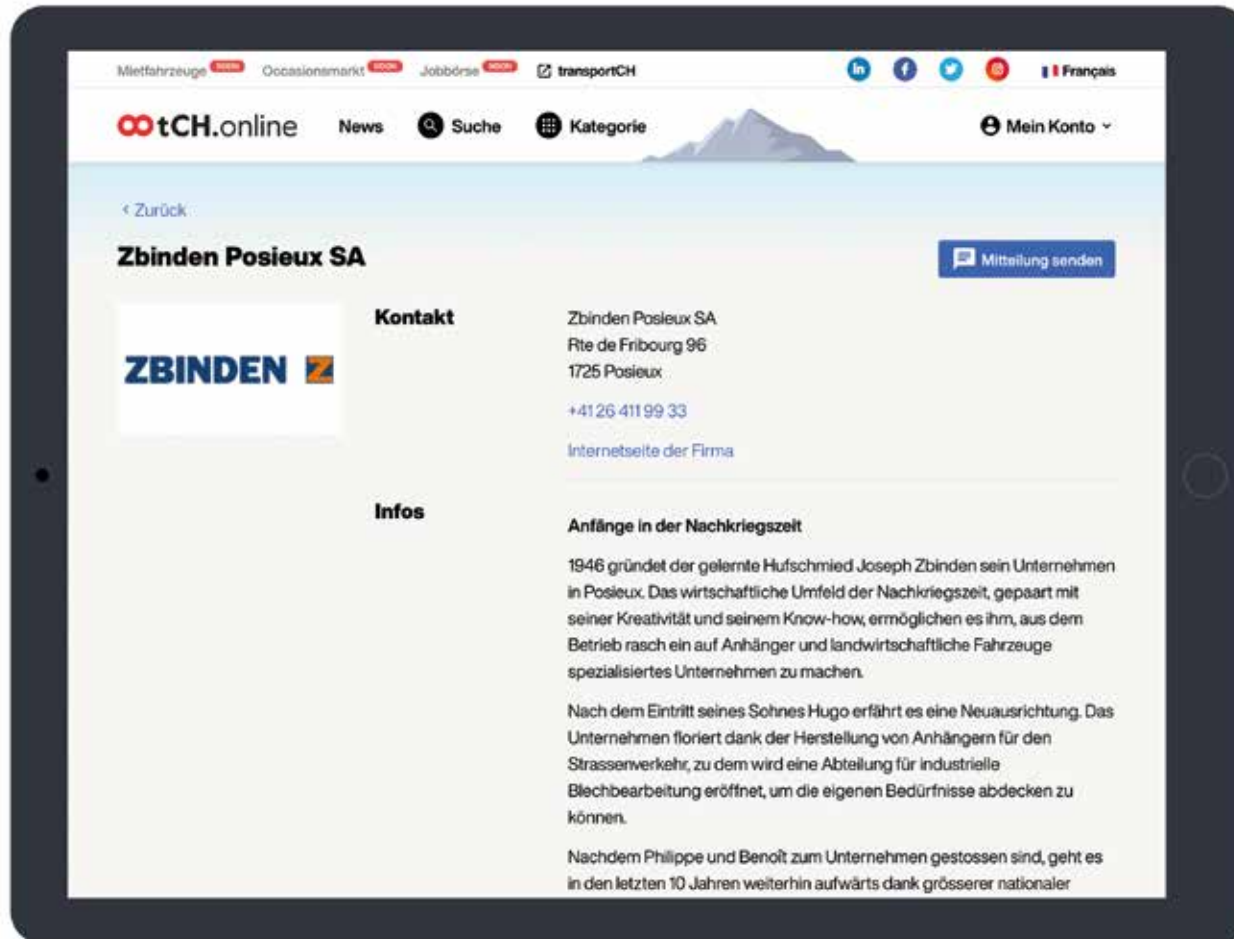 Mietfahrzeuge SOON Occasionsmarkt SOON Jobbörse SOON transportCH in f Français
tCH.online News Suche Kategorie Mein Konto
< Zurück
Zbinden Posieux SA
Mitteilung senden
ZBINDEN Z
Kontakt
Zbinden Posieux SA
Rte de Fribourg 96
1725 Posieux
+41 26 411 99 33
Internetseite der Firma
Infos
Anfänge in der Nachkriegszeit
1946 gründet der gelernte Hufschmied Joseph Zbinden sein Unternehmen
in Posieux. Das wirtschaftliche Umfeld der Nachkriegszeit, gepaart mit
seiner Kreativität und seinem Know-how, ermöglichen es ihm, aus dem
Betrieb rasch ein auf Anhänger und landwirtschaftliche Fahrzeuge
spezialisiertes Unternehmen zu machen.
Nach dem Eintritt seines Sohnes Hugo erfährt es eine Neuausrichtung. Das
Unternehmen floriert dank der Herstellung von Anhängern für den
Strassenverkehr, zu dem wird eine Abteilung für industrielle
Blechbearbeitung eröffnet, um die eigenen Bedürfnisse abdecken zu
können.
Nachdem Philippe und Benoît zum Unternehmen gestossen sind, geht es
in den letzten 10 Jahren weiterhin aufwärts dank grösserer nationaler